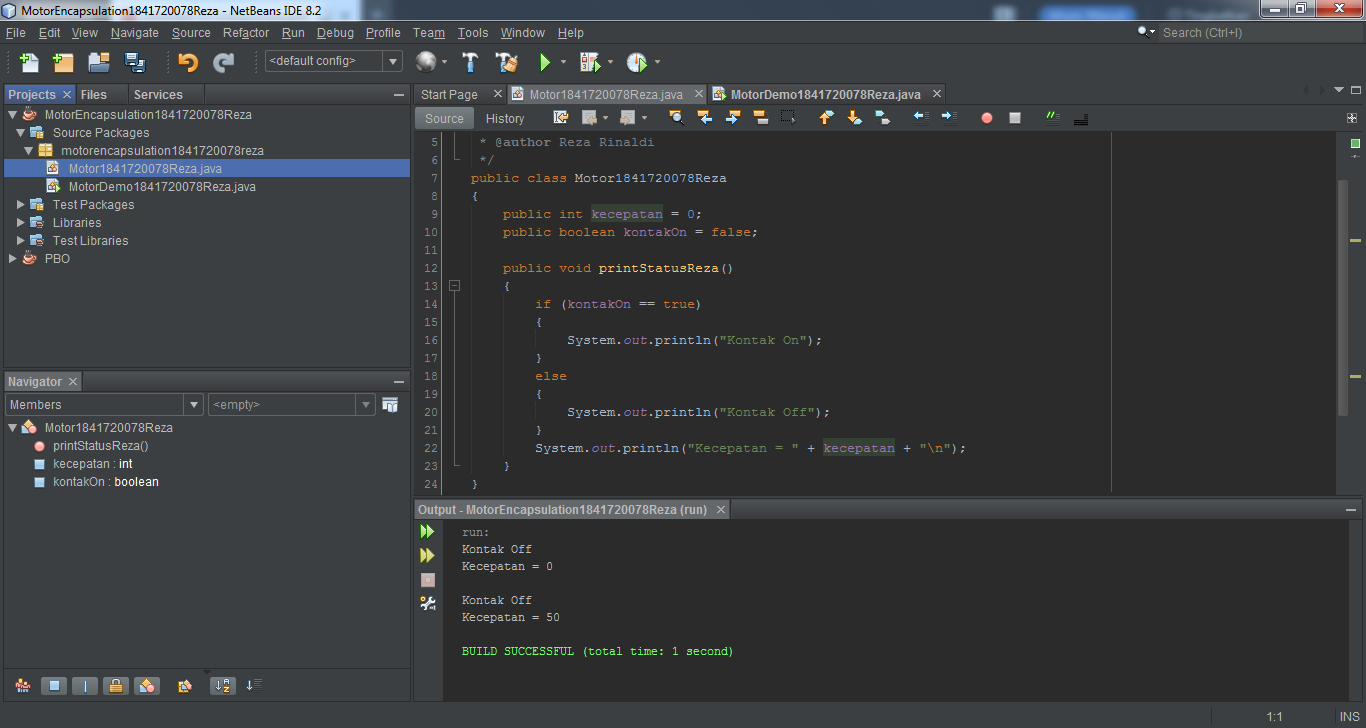 MotorEncapsulation1841720078Reza - NetBeans IDE 8.2
File Edit View Navigate Source Refactor Run Debug Profile Team Tools Window Help
Search (Ctrl+I)
<default config>
Projects Files Services
MotorEncapsulation1841720078Reza
Source Packages
motorencapsulation1841720078reza
Motor1841720078Reza.java
MotorDemo1841720078Reza.java
Test Packages
Libraries
Test Libraries
PBO
Navigator
Members <empty>
Motor1841720078Reza
printStatusReza()
kecepatan : int
kontakOn : boolean
Start Page Motor1841720078Reza.java MotorDemo1841720078Reza.java
Source History
5 * @author Reza Rinaldi
6 */
7 public class Motor1841720078Reza
8 {
9 public int kecepatan = 0;
10 public boolean kontakOn = false;
11
12 public void printStatusReza()
13 {
14 if (kontakOn == true)
15 {
16 System.out.println("Kontak On");
17 }
18 else
19 {
20 System.out.println("Kontak Off");
21 }
22 System.out.println("Kecepatan = " + kecepatan + "\n");
23 }
24 }
Output - MotorEncapsulation1841720078Reza (run)
run:
Kontak Off
Kecepatan = 0
Kontak Off
Kecepatan = 50
BUILD SUCCESSFUL (total time: 1 second)
1:1 INS